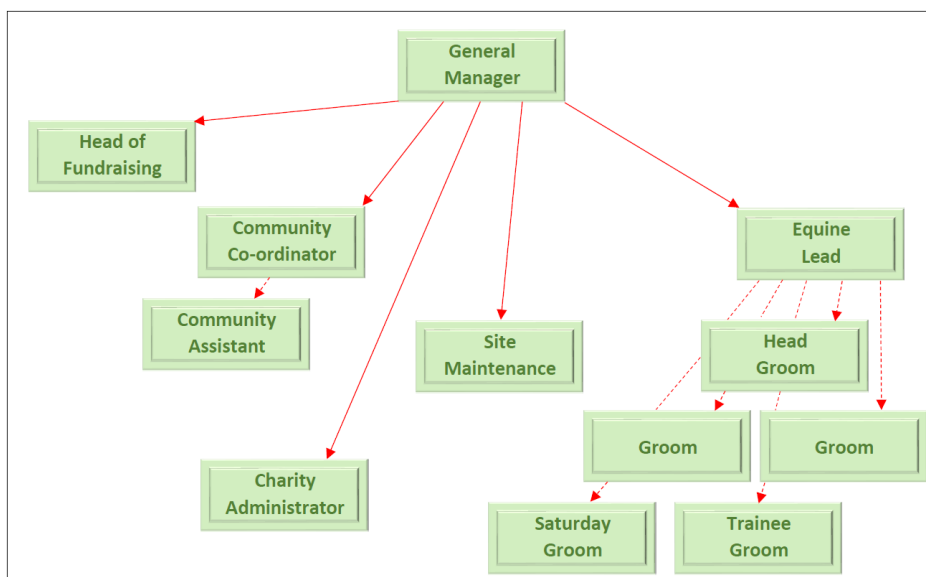 General
Manager
Head of
Fundraising
Community
Co-ordinator
Equine
Lead
Community
Assistant
Site
Maintenance
Head
Groom
Groom
Groom
Charity
Administrator
Saturday
Groom
Trainee
Groom